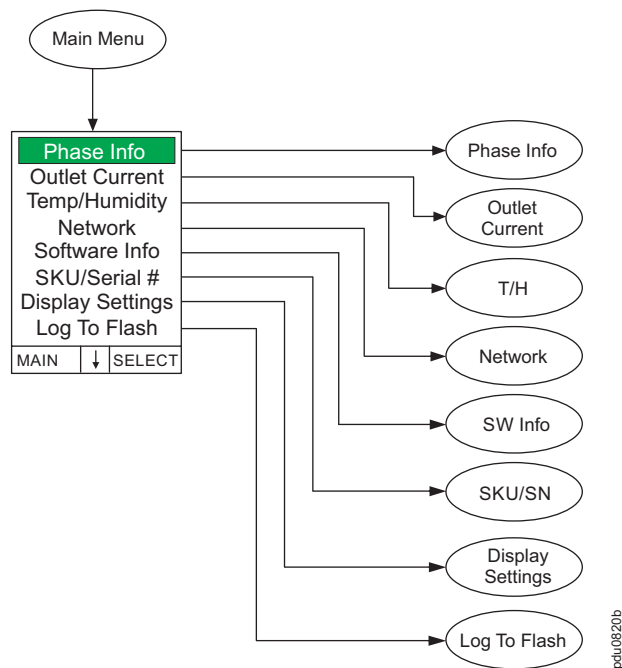 Main Menu
Phase Info
Outlet Current
Temp/Humidity
Network
Software Info
SKU/Serial #
Display Settings
Log To Flash
MAIN ↓ SELECT
Phase Info
Outlet
Current
T/H
Network
SW Info
SKU/SN
Display
Settings
Log To Flash
pdu0820b